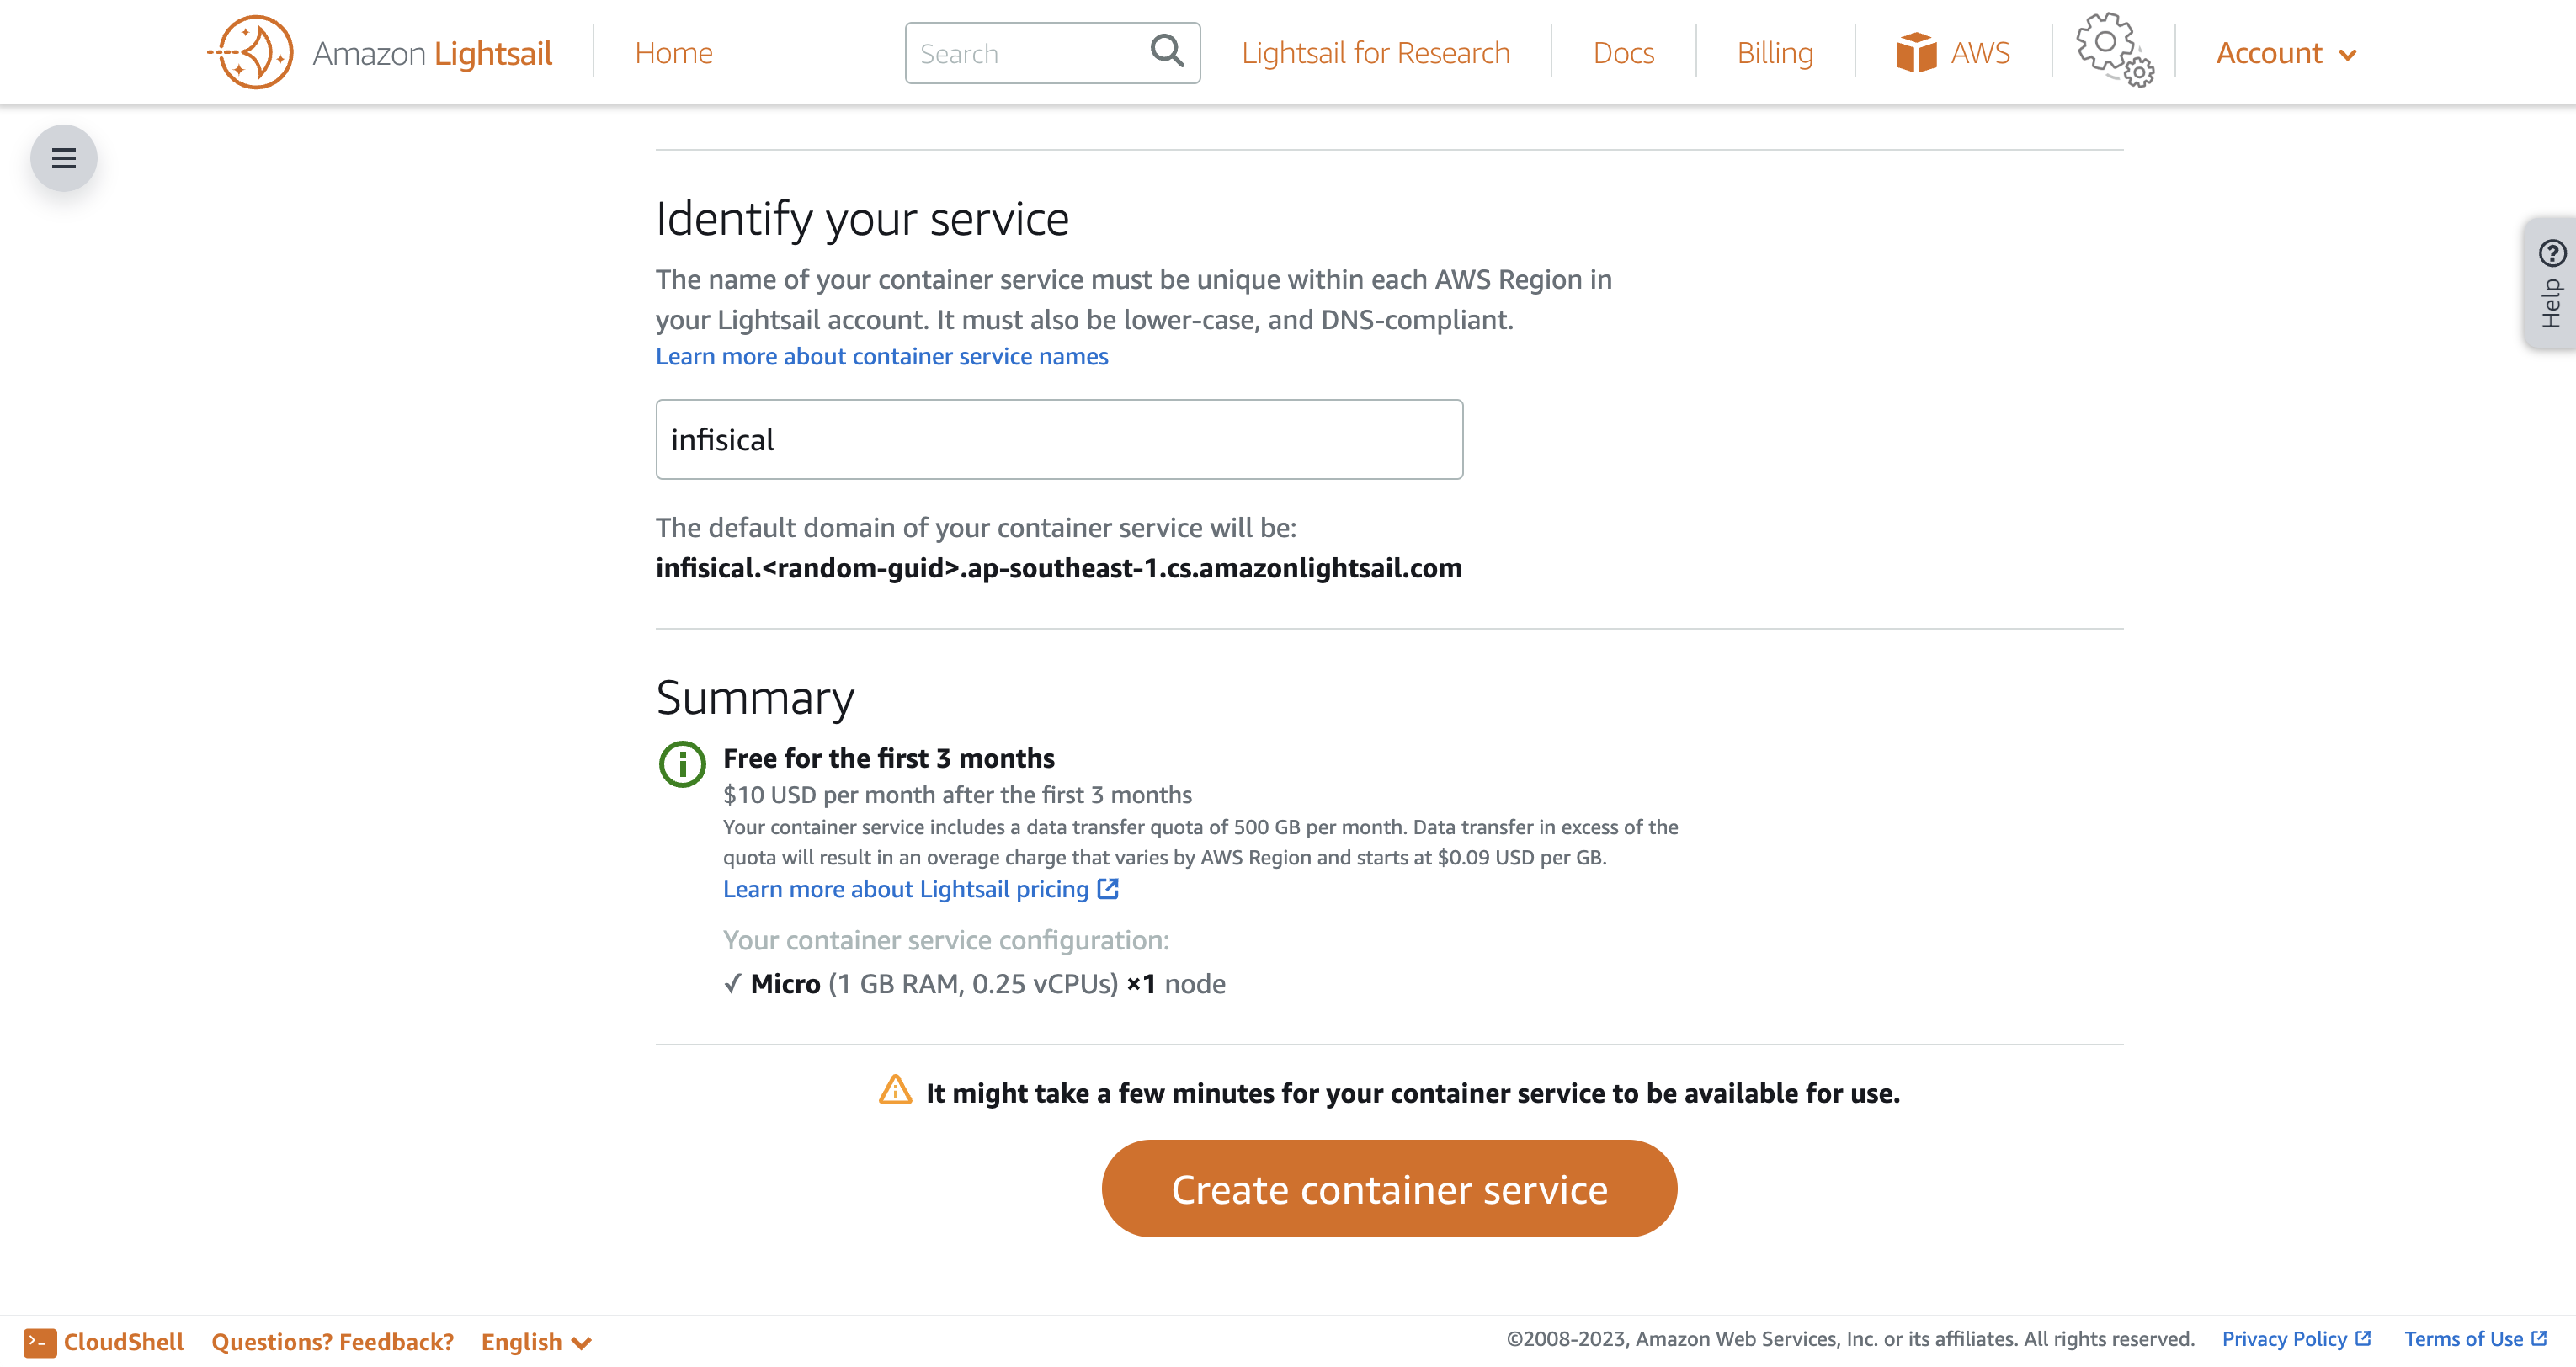 Amazon Lightsail
Home
Search
Lightsail for Research
Docs
Billing
AWS
Account
Help
Identify your service
The name of your container service must be unique within each AWS Region in
your Lightsail account. It must also be lower-case, and DNS-compliant.
Learn more about container service names
infisical
The default domain of your container service will be:
infisical.<random-guid>.ap-southeast-1.cs.amazonlightsail.com
Summary
Free for the first 3 months
$10 USD per month after the first 3 months
Your container service includes a data transfer quota of 500 GB per month. Data transfer in excess of the
quota will result in an overage charge that varies by AWS Region and starts at $0.09 USD per GB.
Learn more about Lightsail pricing
Your container service configuration:
✓ Micro (1 GB RAM, 0.25 vCPUs) ×1 node
It might take a few minutes for your container service to be available for use.
Create container service
CloudShell
Questions? Feedback?
English
©2008-2023, Amazon Web Services, Inc. or its affiliates. All rights reserved.
Privacy Policy
Terms of Use